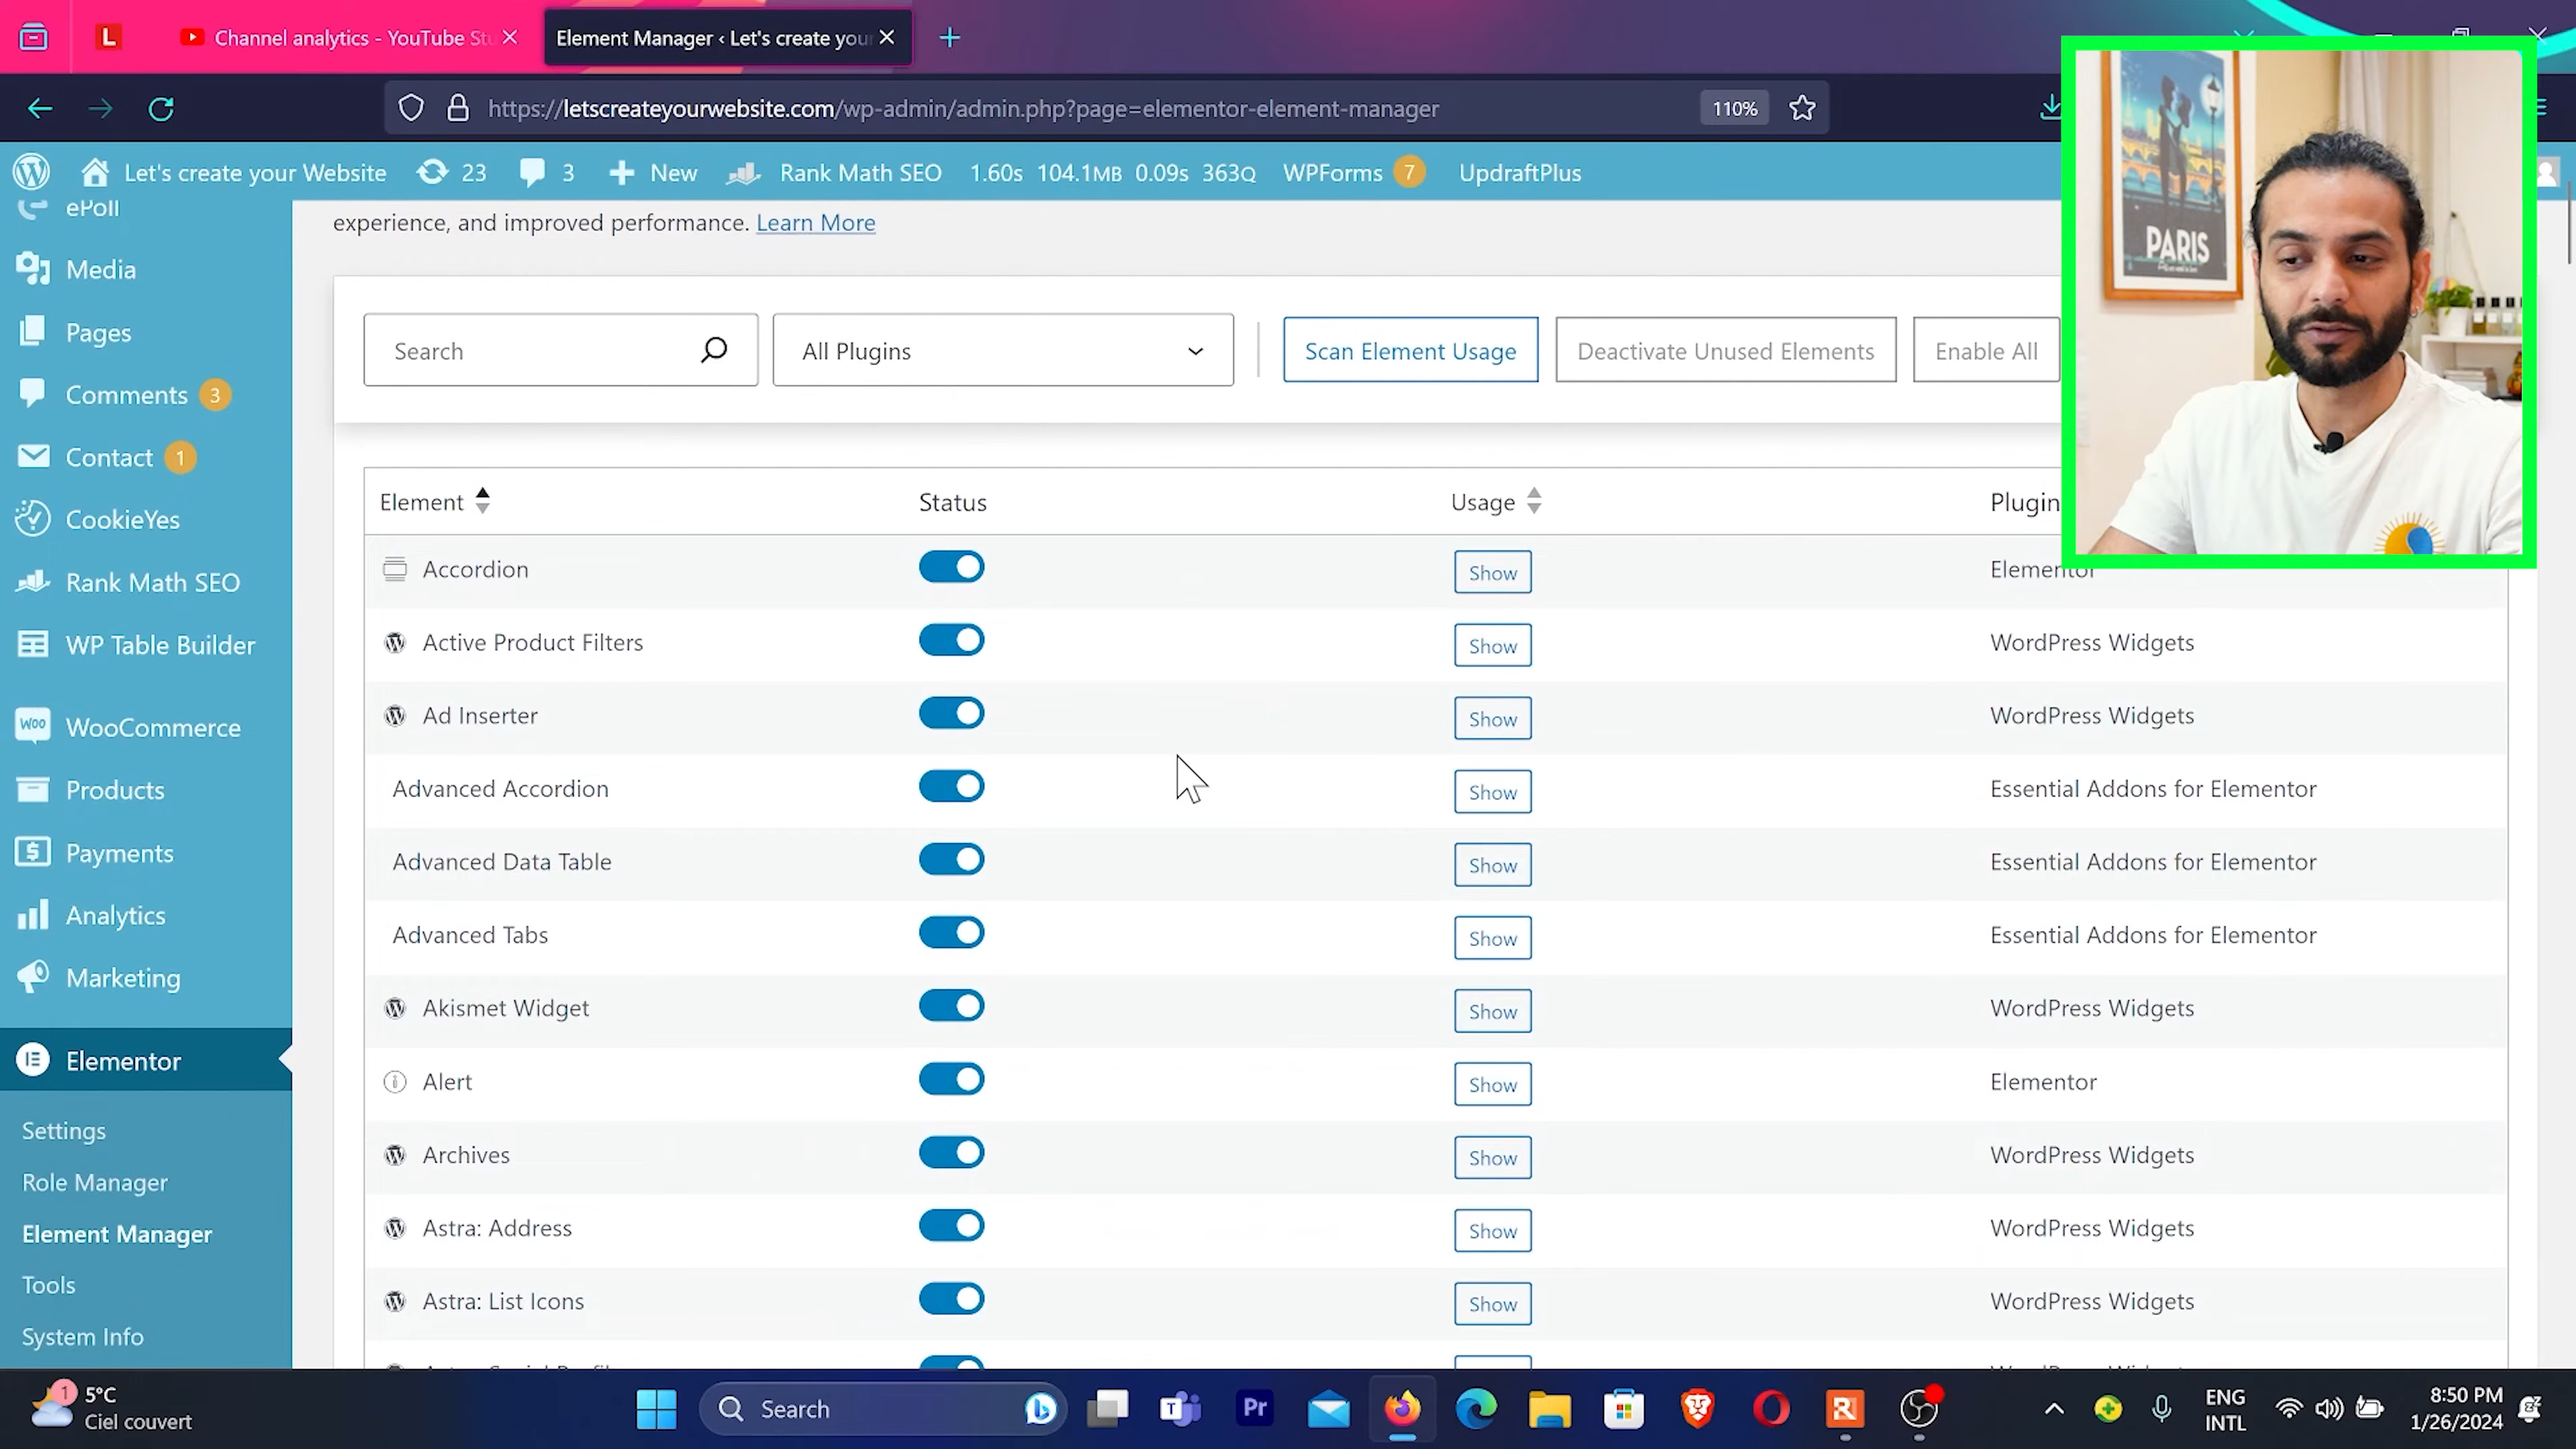 L
Channel analytics - YouTube Stu
Element Manager ‹ Let's create your
https://letscreateyourwebsite.com/wp-admin/admin.php?page=elementor-element-manager
110%
Let's create your Website
23
3
New
Rank Math SEO
1.60s 104.1MB 0.09s 363Q
WPForms 7
UpdraftPlus
PARIS
ePoll
Media
Pages
Comments 3
Contact 1
CookieYes
Rank Math SEO
WP Table Builder
WooCommerce
Products
Payments
Analytics
Marketing
Elementor
Settings
Role Manager
Element Manager
Tools
System Info
experience, and improved performance. Learn More
Search
All Plugins
Scan Element Usage
Deactivate Unused Elements
Enable All
Element Status Usage Plugin
Accordion Show Elementor
Active Product Filters Show WordPress Widgets
Ad Inserter Show WordPress Widgets
Advanced Accordion Show Essential Addons for Elementor
Advanced Data Table Show Essential Addons for Elementor
Advanced Tabs Show Essential Addons for Elementor
Akismet Widget Show WordPress Widgets
Alert Show Elementor
Archives Show WordPress Widgets
Astra: Address Show WordPress Widgets
Astra: List Icons Show WordPress Widgets
1
5°C
Ciel couvert
Search
Pr
ENG
INTL
8:50 PM
1/26/2024